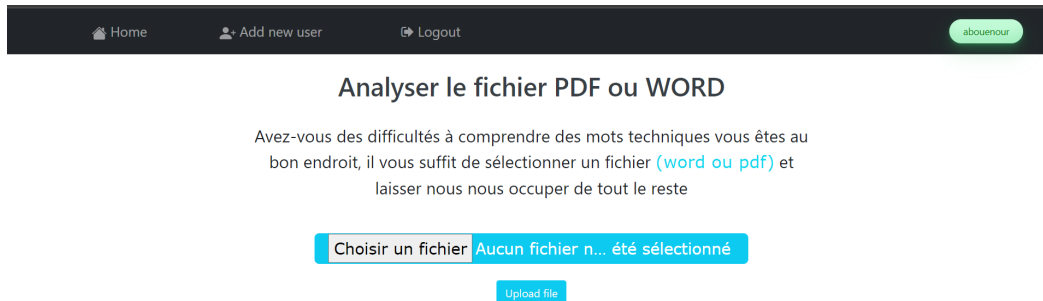 Home Add new user Logout abouenour
Analyser le fichier PDF ou WORD
Avez-vous des difficultés à comprendre des mots techniques vous êtes au
bon endroit, il vous suffit de sélectionner un fichier (word ou pdf) et
laisser nous nous occuper de tout le reste
Choisir un fichier Aucun fichier n... été sélectionné
Upload file